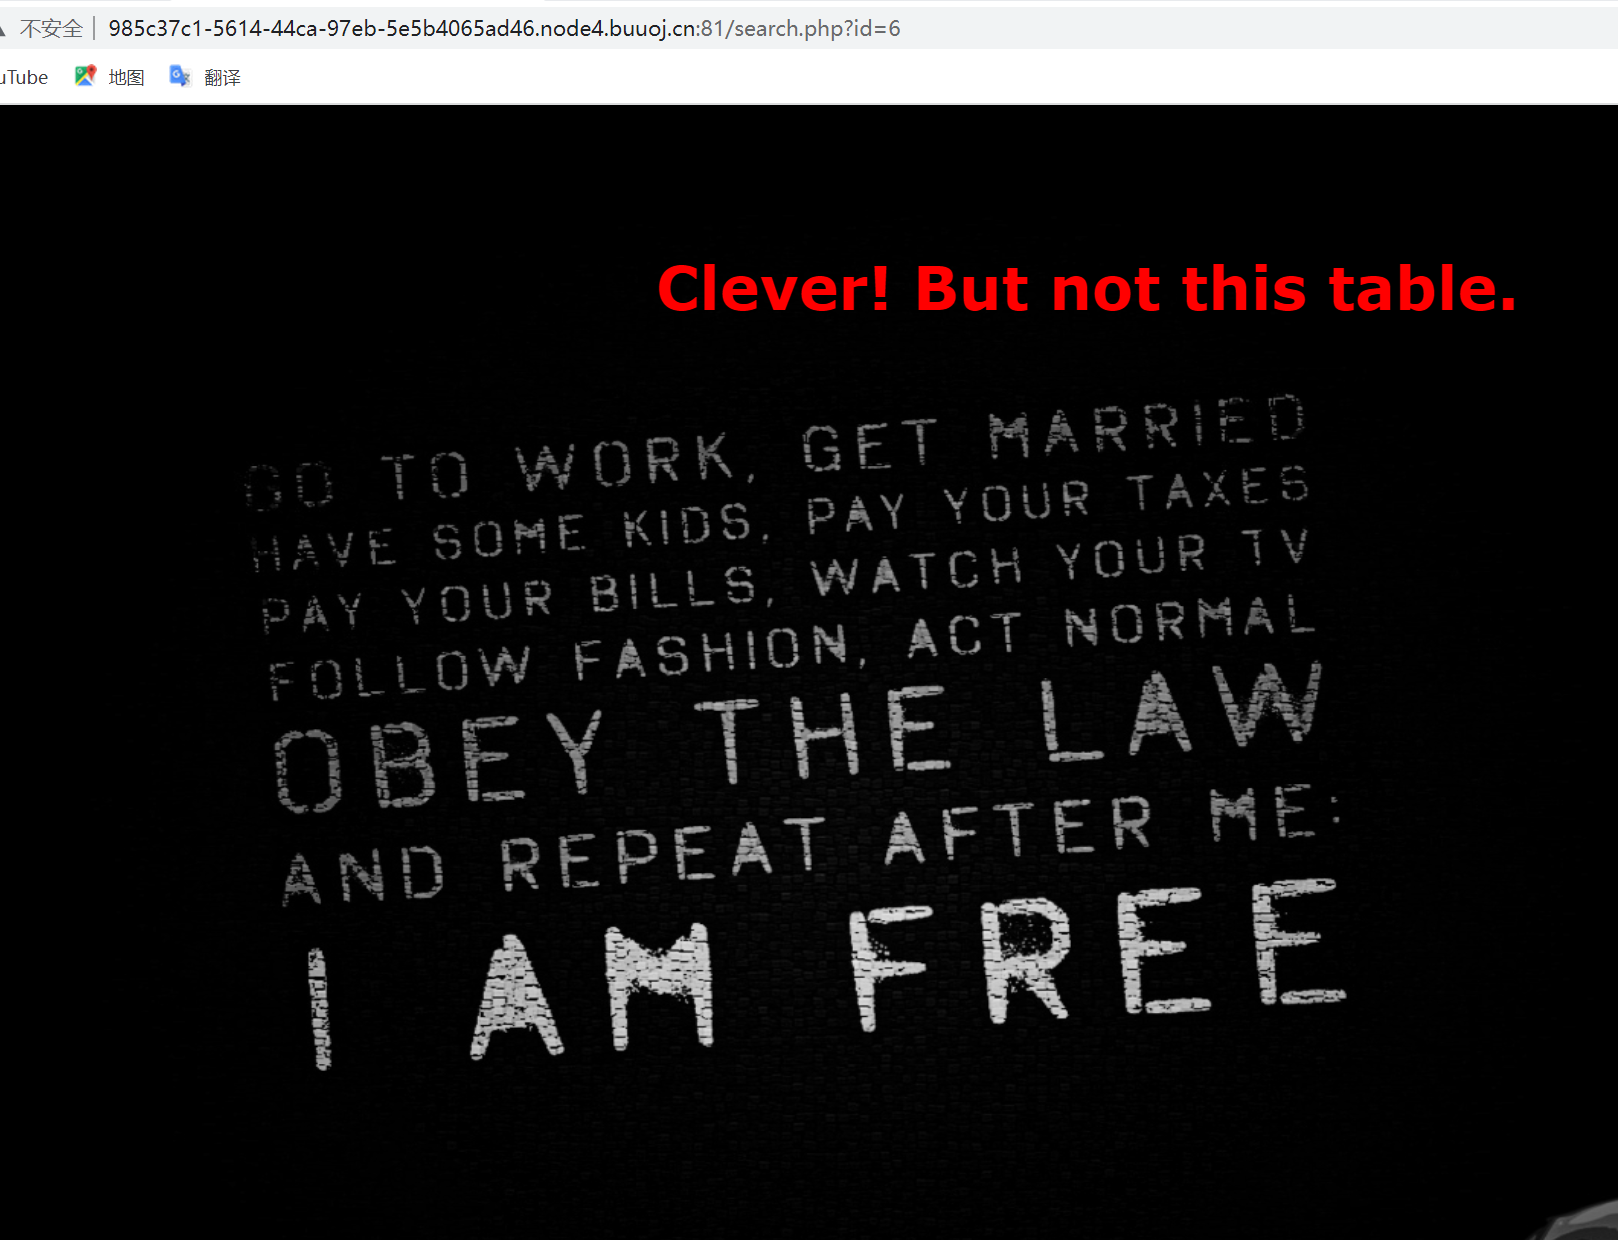 不安全 985c37c1-5614-44ca-97eb-5e5b4065ad46.node4.buuoj.cn:81/search.php?id=6
uTube 地图 翻译
Clever! But not this table.
GO TO WORK, GET MARRIED
HAVE SOME KIDS, PAY YOUR TAXES
PAY YOUR BILLS, WATCH YOUR TV
FOLLOW FASHION, ACT NORMAL
OBEY THE LAW
AND REPEAT AFTER ME:
I AM FREE